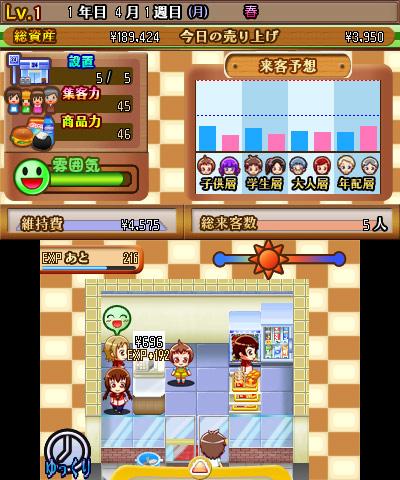 Lv.1 1年目 4月1週目(月) 春
総資産 ¥189,424 今日の売り上げ ¥3,950
設置 5/5
集客力 45
商品力 46
雰囲気
来客予想
子供層 学生層 大人層 年配層
維持費 ¥4,575 総来客数 5人
EXP あと 216
¥696
EXP+192
ゆっくり